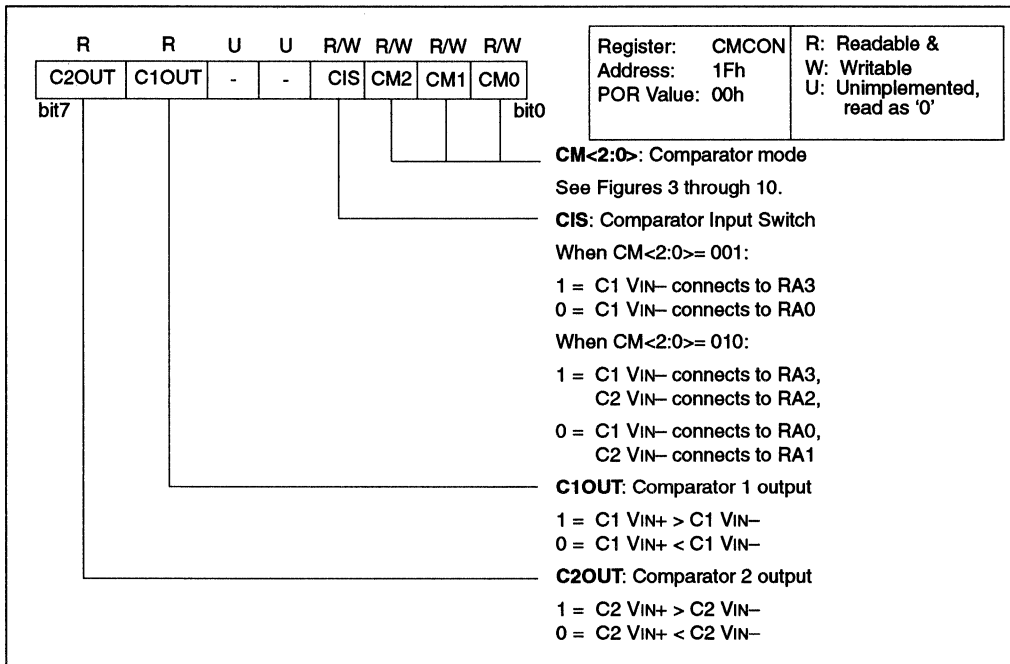 R R U U R/W R/W R/W R/W
C2OUT C1OUT - - CIS CM2 CM1 CM0
bit7 bit0
Register: CMCON
Address: 1Fh
POR Value: 00h
R: Readable &
W: Writable
U: Unimplemented,
read as ‘0’
CM<2:0>: Comparator mode
See Figures 3 through 10.
CIS: Comparator Input Switch
When CM<2:0>= 001:
1 = C1 VIN– connects to RA3
0 = C1 VIN– connects to RA0
When CM<2:0>= 010:
1 = C1 VIN– connects to RA3,
C2 VIN– connects to RA2,
0 = C1 VIN– connects to RA0,
C2 VIN– connects to RA1
C1OUT: Comparator 1 output
1 = C1 VIN+ > C1 VIN–
0 = C1 VIN+ < C1 VIN–
C2OUT: Comparator 2 output
1 = C2 VIN+ > C2 VIN–
0 = C2 VIN+ < C2 VIN–